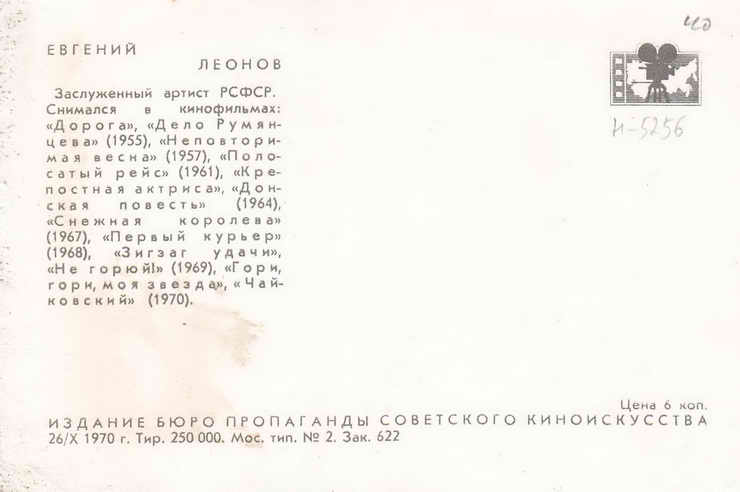 ЕВГЕНИЙ
ЛЕОНОВ
Заслуженный артист РСФСР.
Снимался в кинофильмах:
«Дорога», «Дело Румян-
цева» (1955), «Неповтори-
мая весна» (1957), «Поло-
сатый рейс» (1961), «Кре-
постная актриса», «Дон-
ская повесть» (1964),
«Снежная королева»
(1967), «Первый курьер»
(1968), «Зигзаг удачи»,
«Не горюй!» (1969), «Гори,
гори, моя звезда», «Чай-
ковский» (1970).
40
И-5256
Цена 6 коп.
ИЗДАНИЕ БЮРО ПРОПАГАНДЫ СОВЕТСКОГО КИНОИСКУССТВА
26/X 1970 г. Тир. 250 000. Мос. тип. № 2. Зак. 622